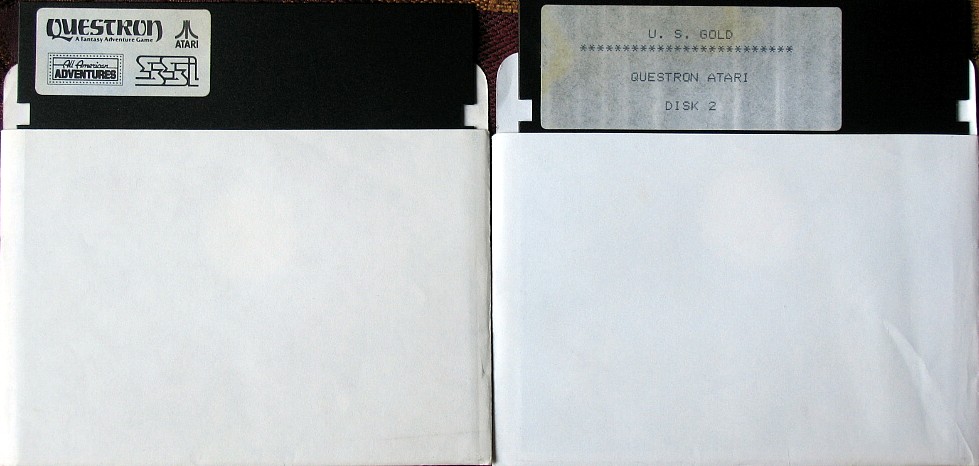 QUESTRON
A Fantasy Adventure Game
ATARI
All American
ADVENTURES
SSI
U. S. GOLD
*************************
QUESTRON ATARI
DISK 2